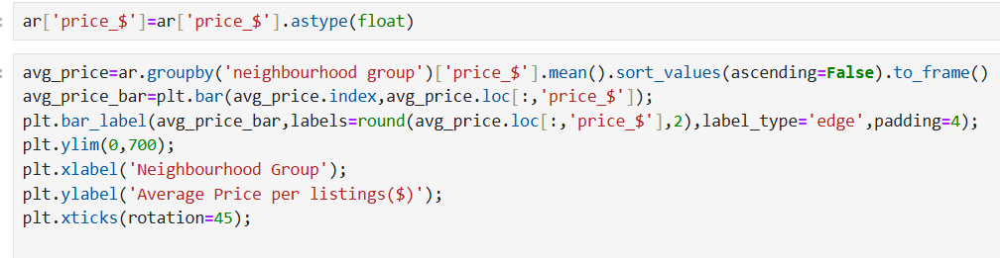 ar['price_$']=ar['price_$'].astype(float)
avg_price=ar.groupby('neighbourhood group')['price_$'].mean().sort_values(ascending=False).to_frame()
avg_price_bar=plt.bar(avg_price.index,avg_price.loc[:,'price_$']);
plt.bar_label(avg_price_bar,labels=round(avg_price.loc[:,'price_$'],2),label_type='edge',padding=4);
plt.ylim(0,700);
plt.xlabel('Neighbourhood Group');
plt.ylabel('Average Price per listings($)');
plt.xticks(rotation=45);